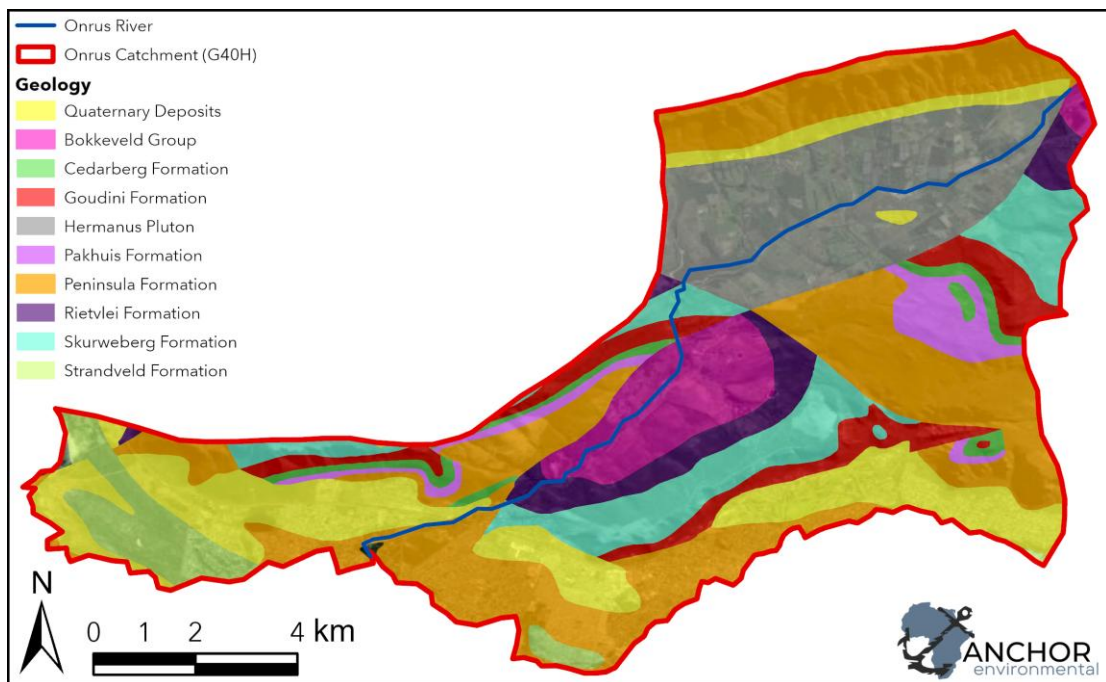 Onrus River
Onrus Catchment (G40H)
Geology
Quaternary Deposits
Bokkeveld Group
Cedarberg Formation
Goudini Formation
Hermanus Pluton
Pakhuis Formation
Peninsula Formation
Rietvlei Formation
Skurweberg Formation
Strandveld Formation
N
0 1 2 4 km
ANCHOR
environmental